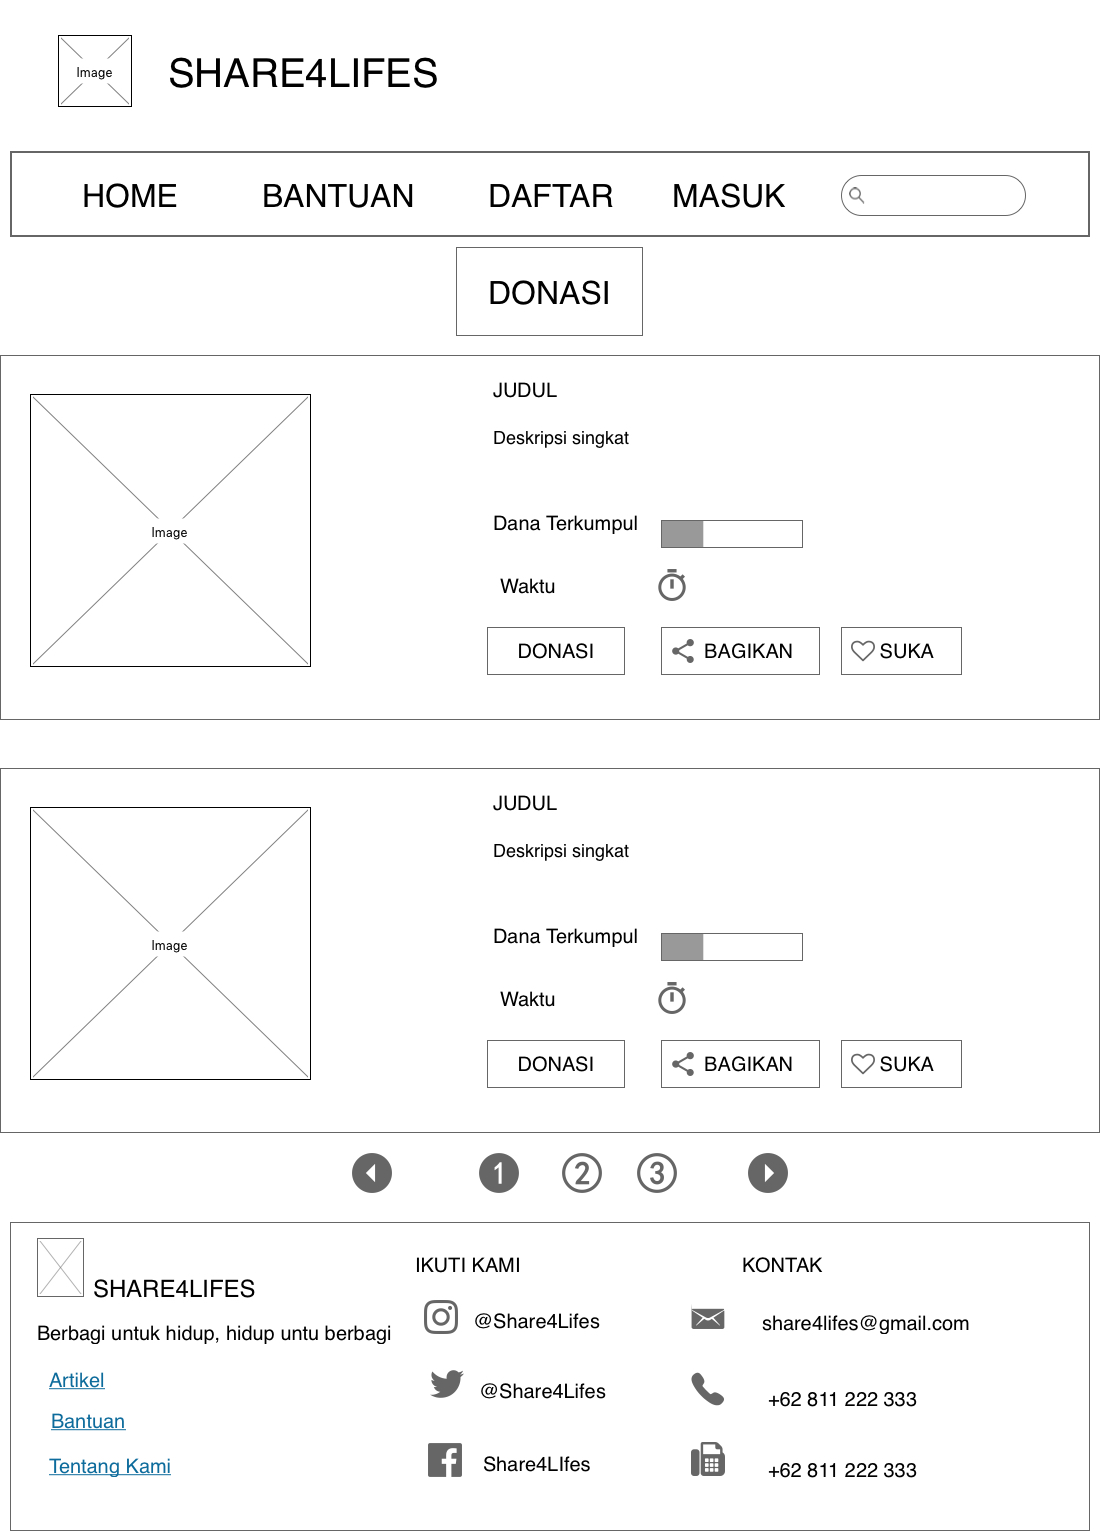 Image
SHARE4LIFES
HOME BANTUAN DAFTAR MASUK
DONASI
JUDUL
Deskripsi singkat
Image
Dana Terkumpul
Waktu
DONASI BAGIKAN SUKA
JUDUL
Deskripsi singkat
Image
Dana Terkumpul
Waktu
DONASI BAGIKAN SUKA
1 2 3
SHARE4LIFES
Berbagi untuk hidup, hidup untu berbagi
Artikel
Bantuan
Tentang Kami
IKUTI KAMI
@Share4Lifes
@Share4Lifes
Share4LIfes
KONTAK
share4lifes@gmail.com
+62 811 222 333
+62 811 222 333